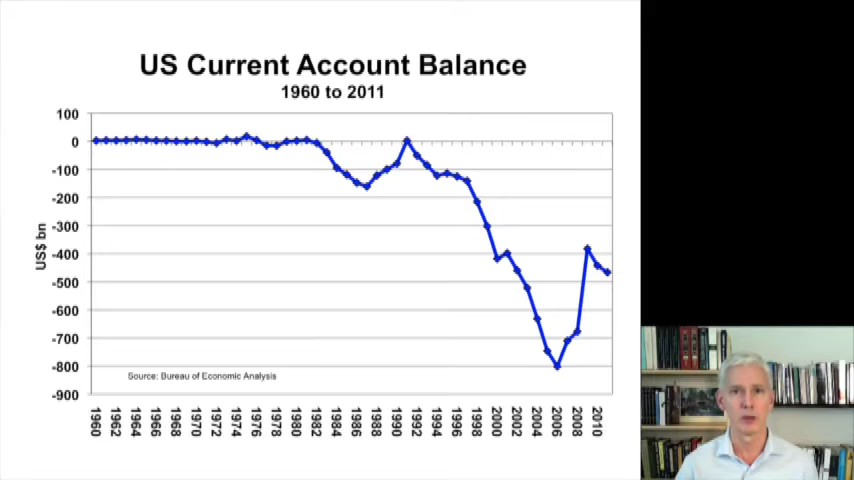 US Current Account Balance
1960 to 2011
100
0
-100
-200
-300
-400
-500
-600
-700
-800
-900
US$ bn
Source: Bureau of Economic Analysis
1960 1962 1964 1966 1968 1970 1972 1974 1976 1978 1980 1982 1984 1986 1988 1990 1992 1994 1996 1998 2000 2002 2004 2006 2008 2010